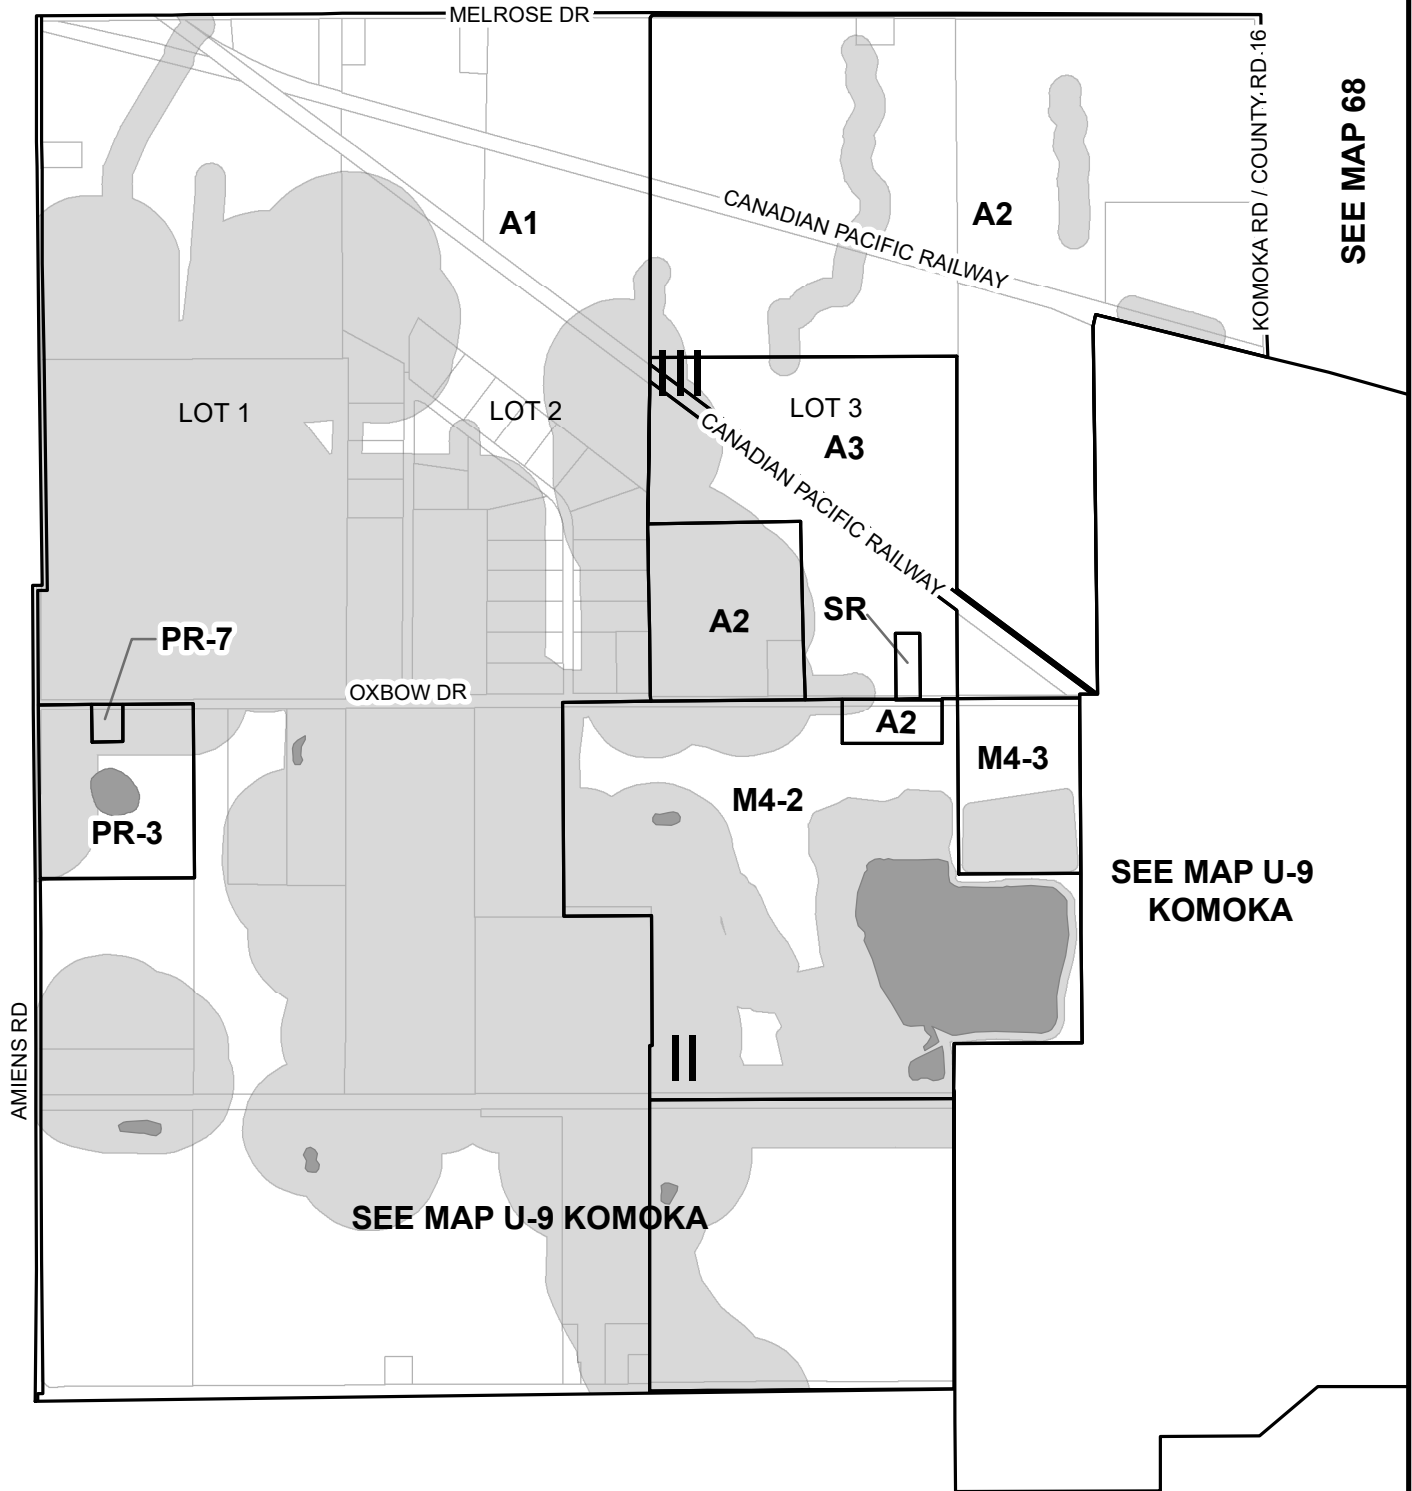 MELROSE DR
KOMOKA RD / COUNTY RD 16
SEE MAP 68
A1
CANADIAN PACIFIC RAILWAY
A2
LOT 1
LOT 2
LOT 3
A3
CANADIAN PACIFIC RAILWAY
III
A2
SR
PR-7
OXBOW DR
A2
M4-3
M4-2
PR-3
SEE MAP U-9
KOMOKA
AMIENS RD
II
SEE MAP U-9 KOMOKA